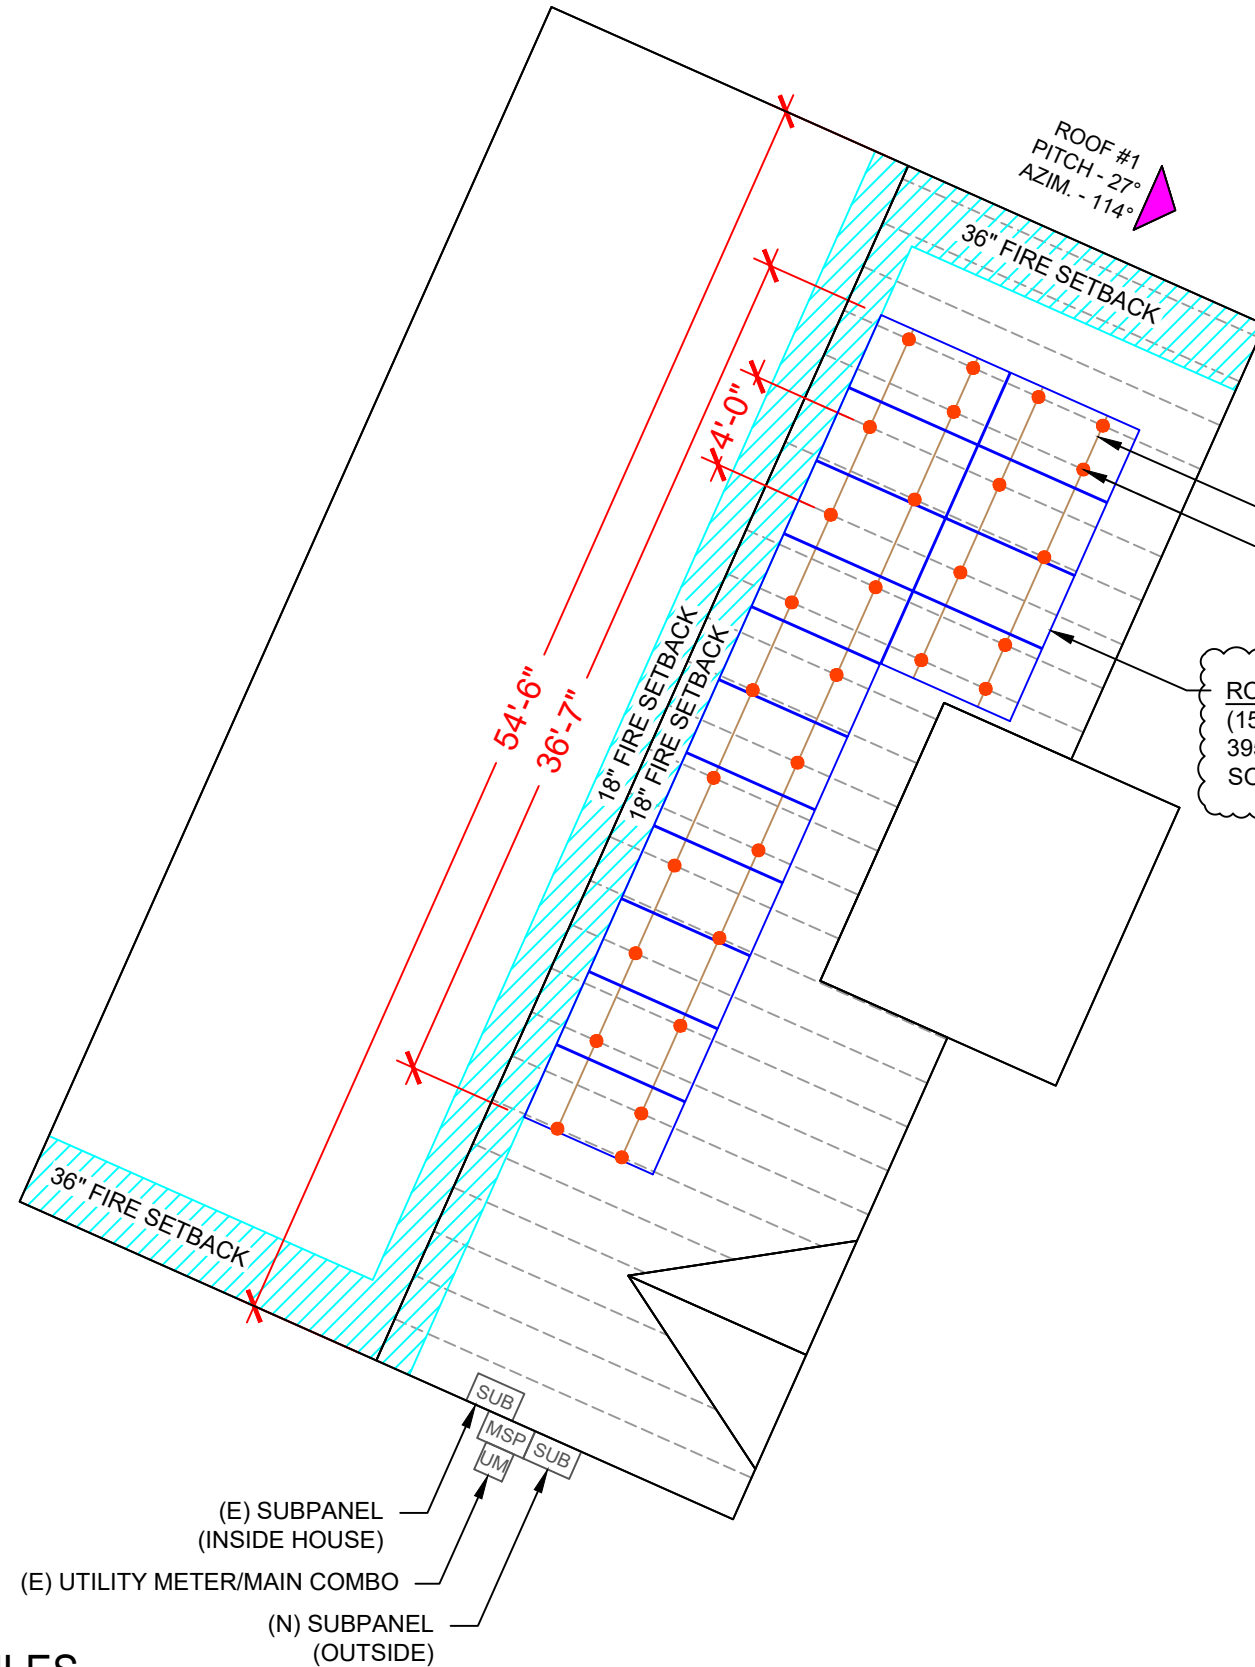 ROOF #1
PITCH - 27°
AZIM. - 114°
36" FIRE SETBACK
4'-0"
54'-6"
36'-7"
18" FIRE SETBACK
18" FIRE SETBACK
(15
36" FIRE SETBACK
SUB
MSP
SUB
UM
(E) SUBPANEL
(INSIDE HOUSE)
(E) UTILITY METER/MAIN COMBO
(N) SUBPANEL
(OUTSIDE)